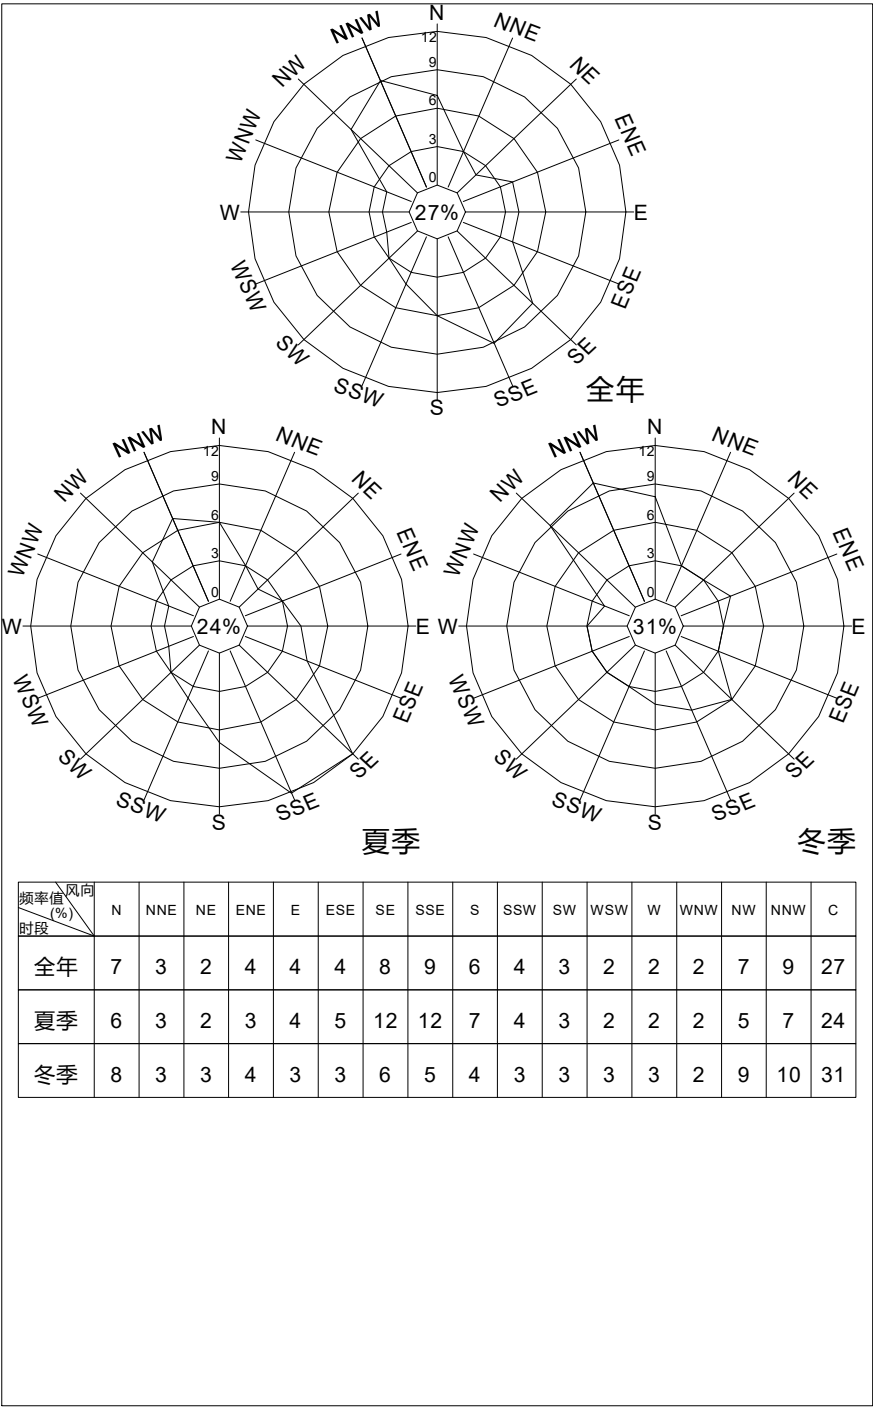 N
NNW
NNE
NW
NE
WNW
ENE
12
9
6
3
0
W
27%
E
WSW
ESE
SW
SE
SSW
SSE
S
全年
N
NNW
NNE
NW
NE
WNW
ENE
12
9
6
3
0
W
24%
E
WSW
ESE
SW
SE
SSW
SSE
S
夏季
N
NNW
NNE
NW
NE
WNW
ENE
12
9
6
3
0
W
31%
E
WSW
ESE
SW
SE
SSW
SSE
S
冬季
频率值(%) 风向 时段 N NNE NE ENE E ESE SE SSE S SSW SW WSW W WNW NW NNW C
全年 7 3 2 4 4 4 8 9 6 4 3 2 2 2 7 9 27
夏季 6 3 2 3 4 5 12 12 7 4 3 2 2 2 5 7 24
冬季 8 3 3 4 3 3 6 5 4 3 3 3 3 2 9 10 31